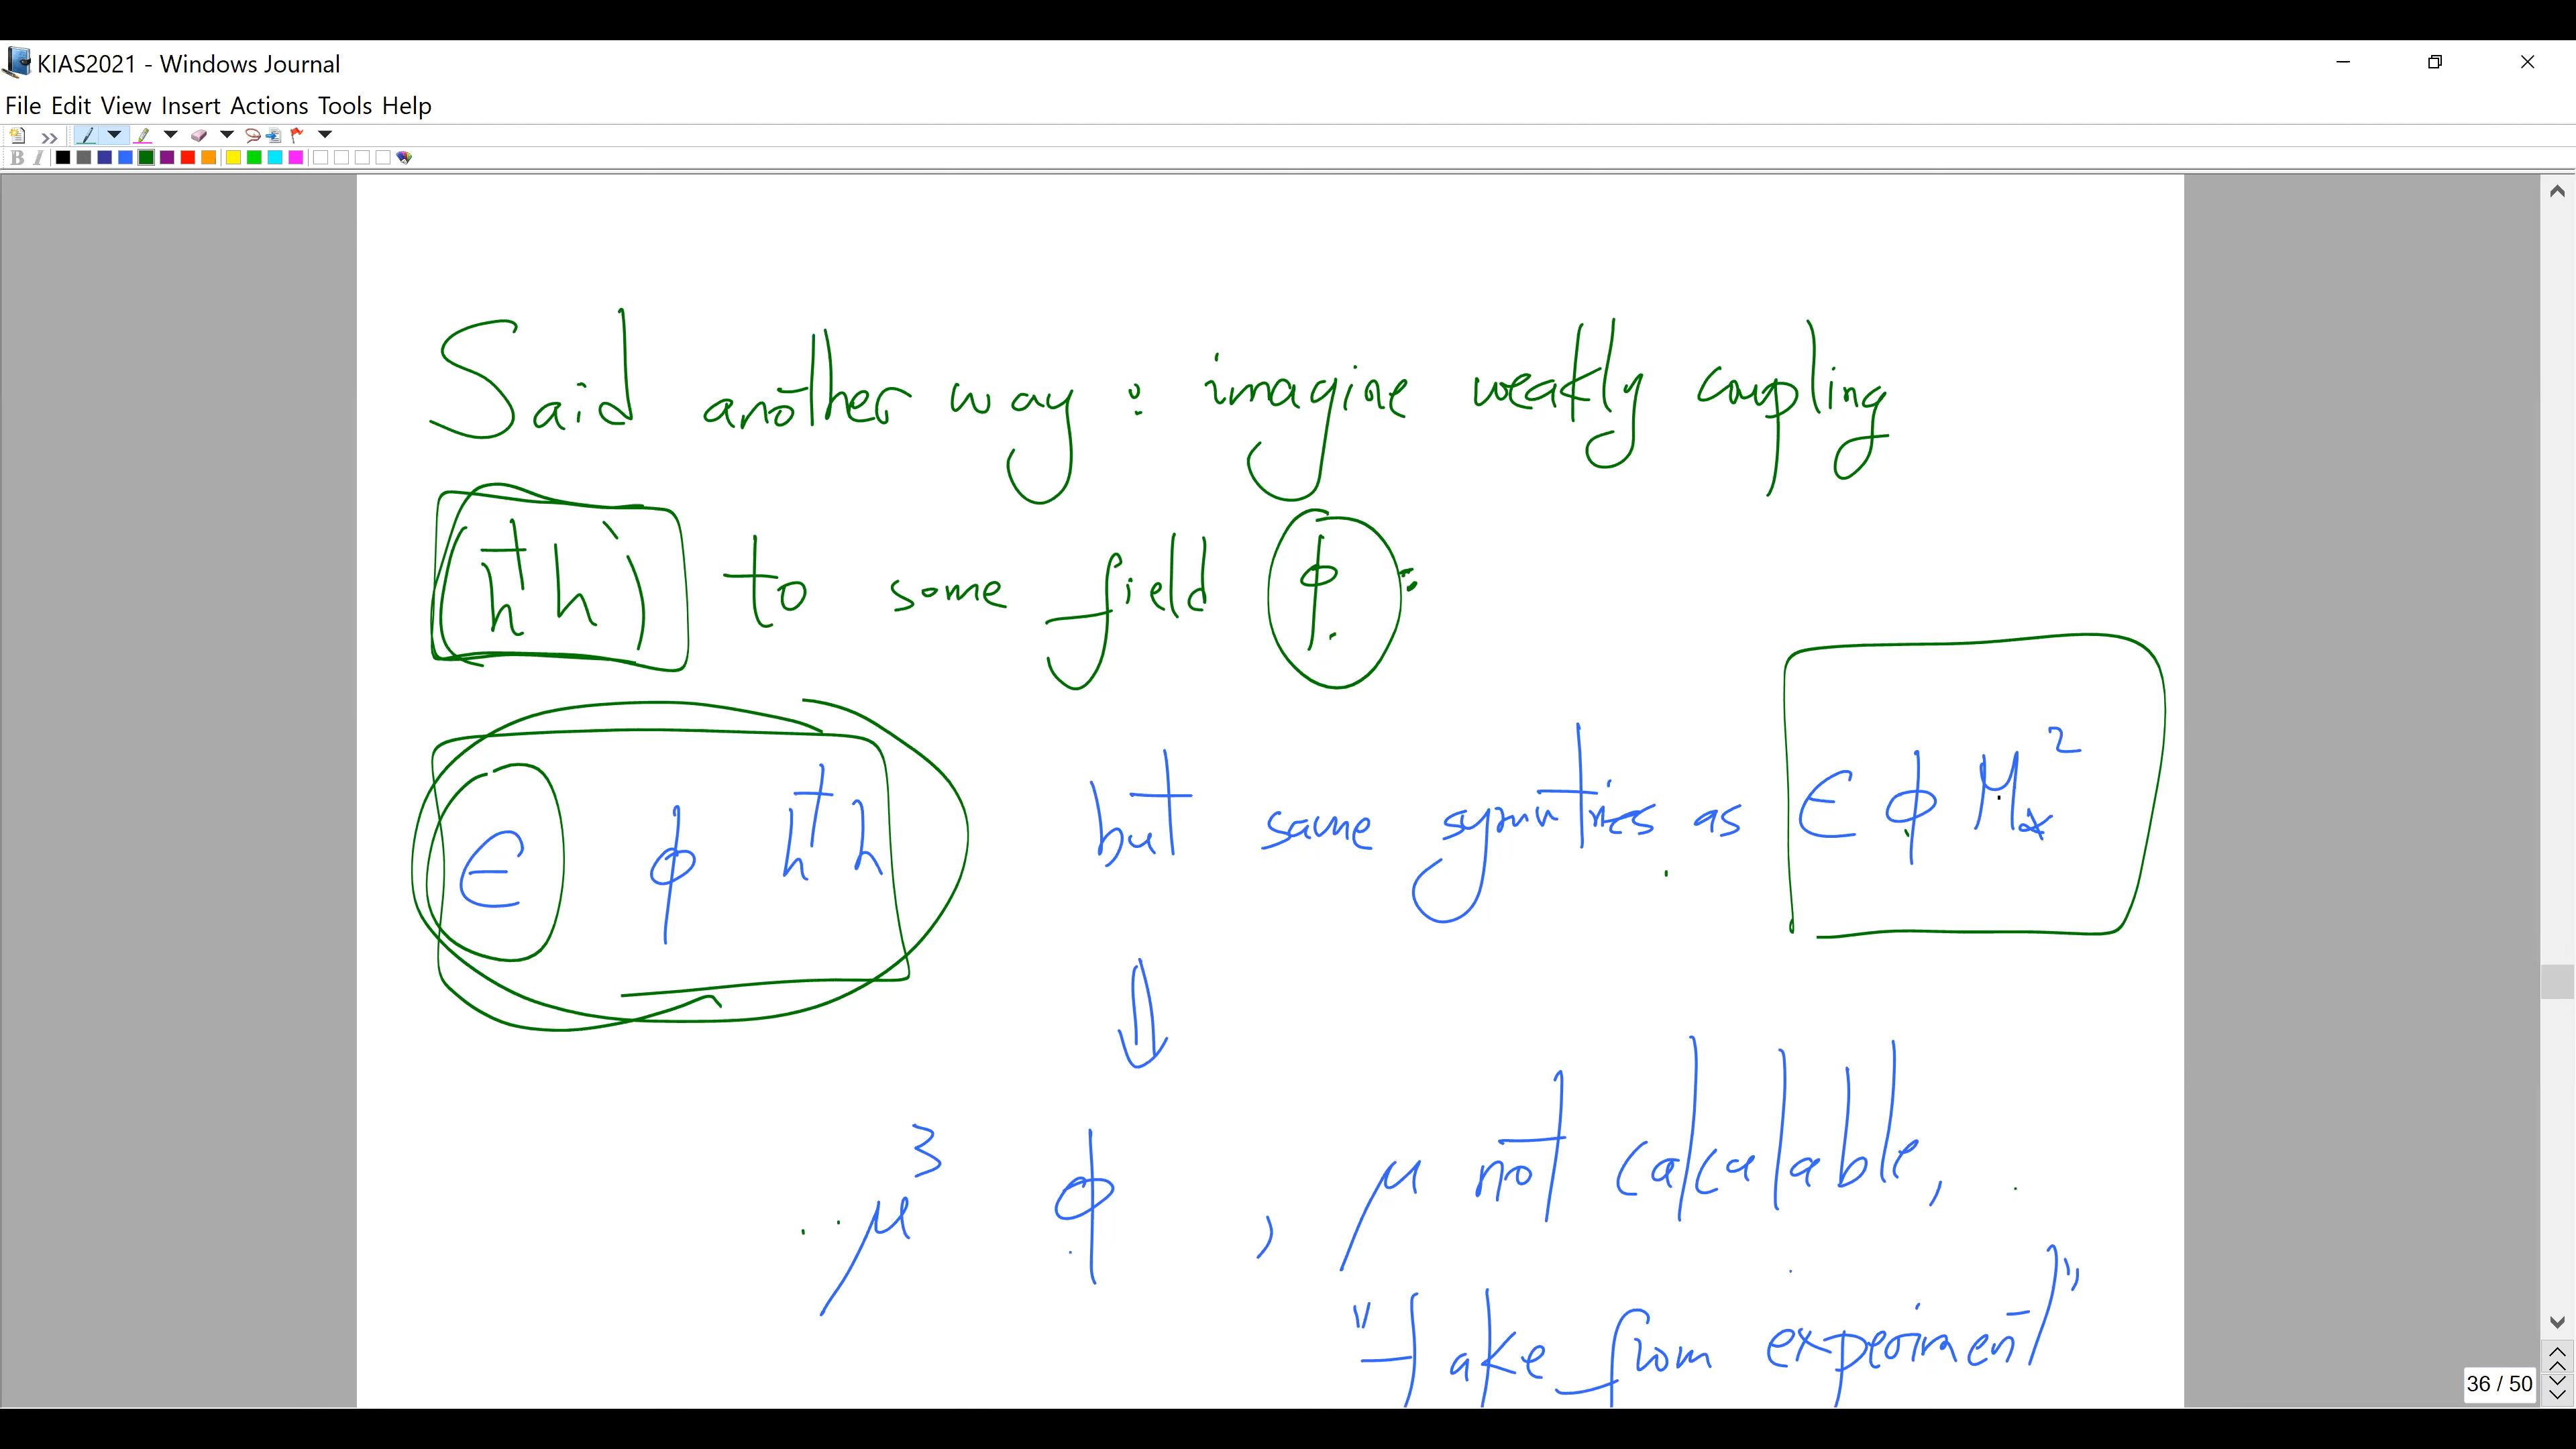 KIAS2021 - Windows Journal
File Edit View Insert Actions Tools Help
B I
Said another way : imagine weakly coupling
(h†h) to some field ϕ :
ϵ ϕ h†h but same symmtries as ϵ ϕ M*²
⇓
μ³ ϕ , μ not calcalable,
"take from experiment"
36 / 50